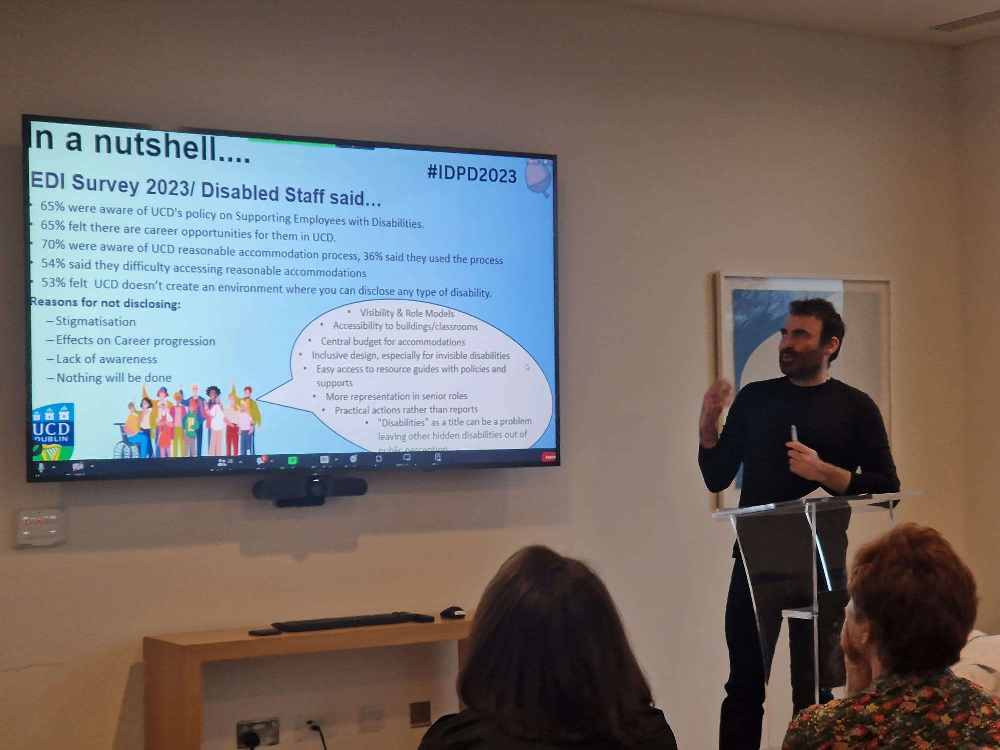 In a nutshell....
#IDPD2023
EDI Survey 2023/ Disabled Staff said...
• 65% were aware of UCD's policy on Supporting Employees with Disabilities.
• 65% felt there are career opportunities for them in UCD.
• 70% were aware of UCD reasonable accommodation process, 36% said they used the process
• 54% said they difficulty accessing reasonable accommodations
• 53% felt UCD doesn't create an environment where you can disclose any type of disability.
Reasons for not disclosing:
– Stigmatisation
– Effects on Career progression
– Lack of awareness
– Nothing will be done
• Visibility & Role Models
• Accessibility to buildings/classrooms
• Central budget for accommodations
• Inclusive design, especially for invisible disabilities
• Easy access to resource guides with policies and
supports
• More representation in senior roles
• Practical actions rather than reports
• "Disabilities" as a title can be a problem
leaving other hidden disabilities out of
public perception
UCD
DUBLIN
Leave